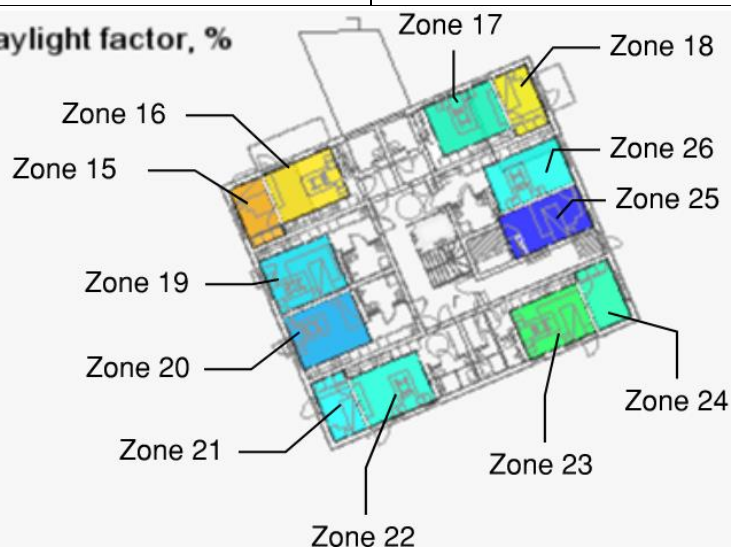 aylight factor, %
Zone 17
Zone 18
Zone 16
Zone 26
Zone 15
Zone 25
Zone 19
Zone 20
Zone 24
Zone 21
Zone 23
Zone 22